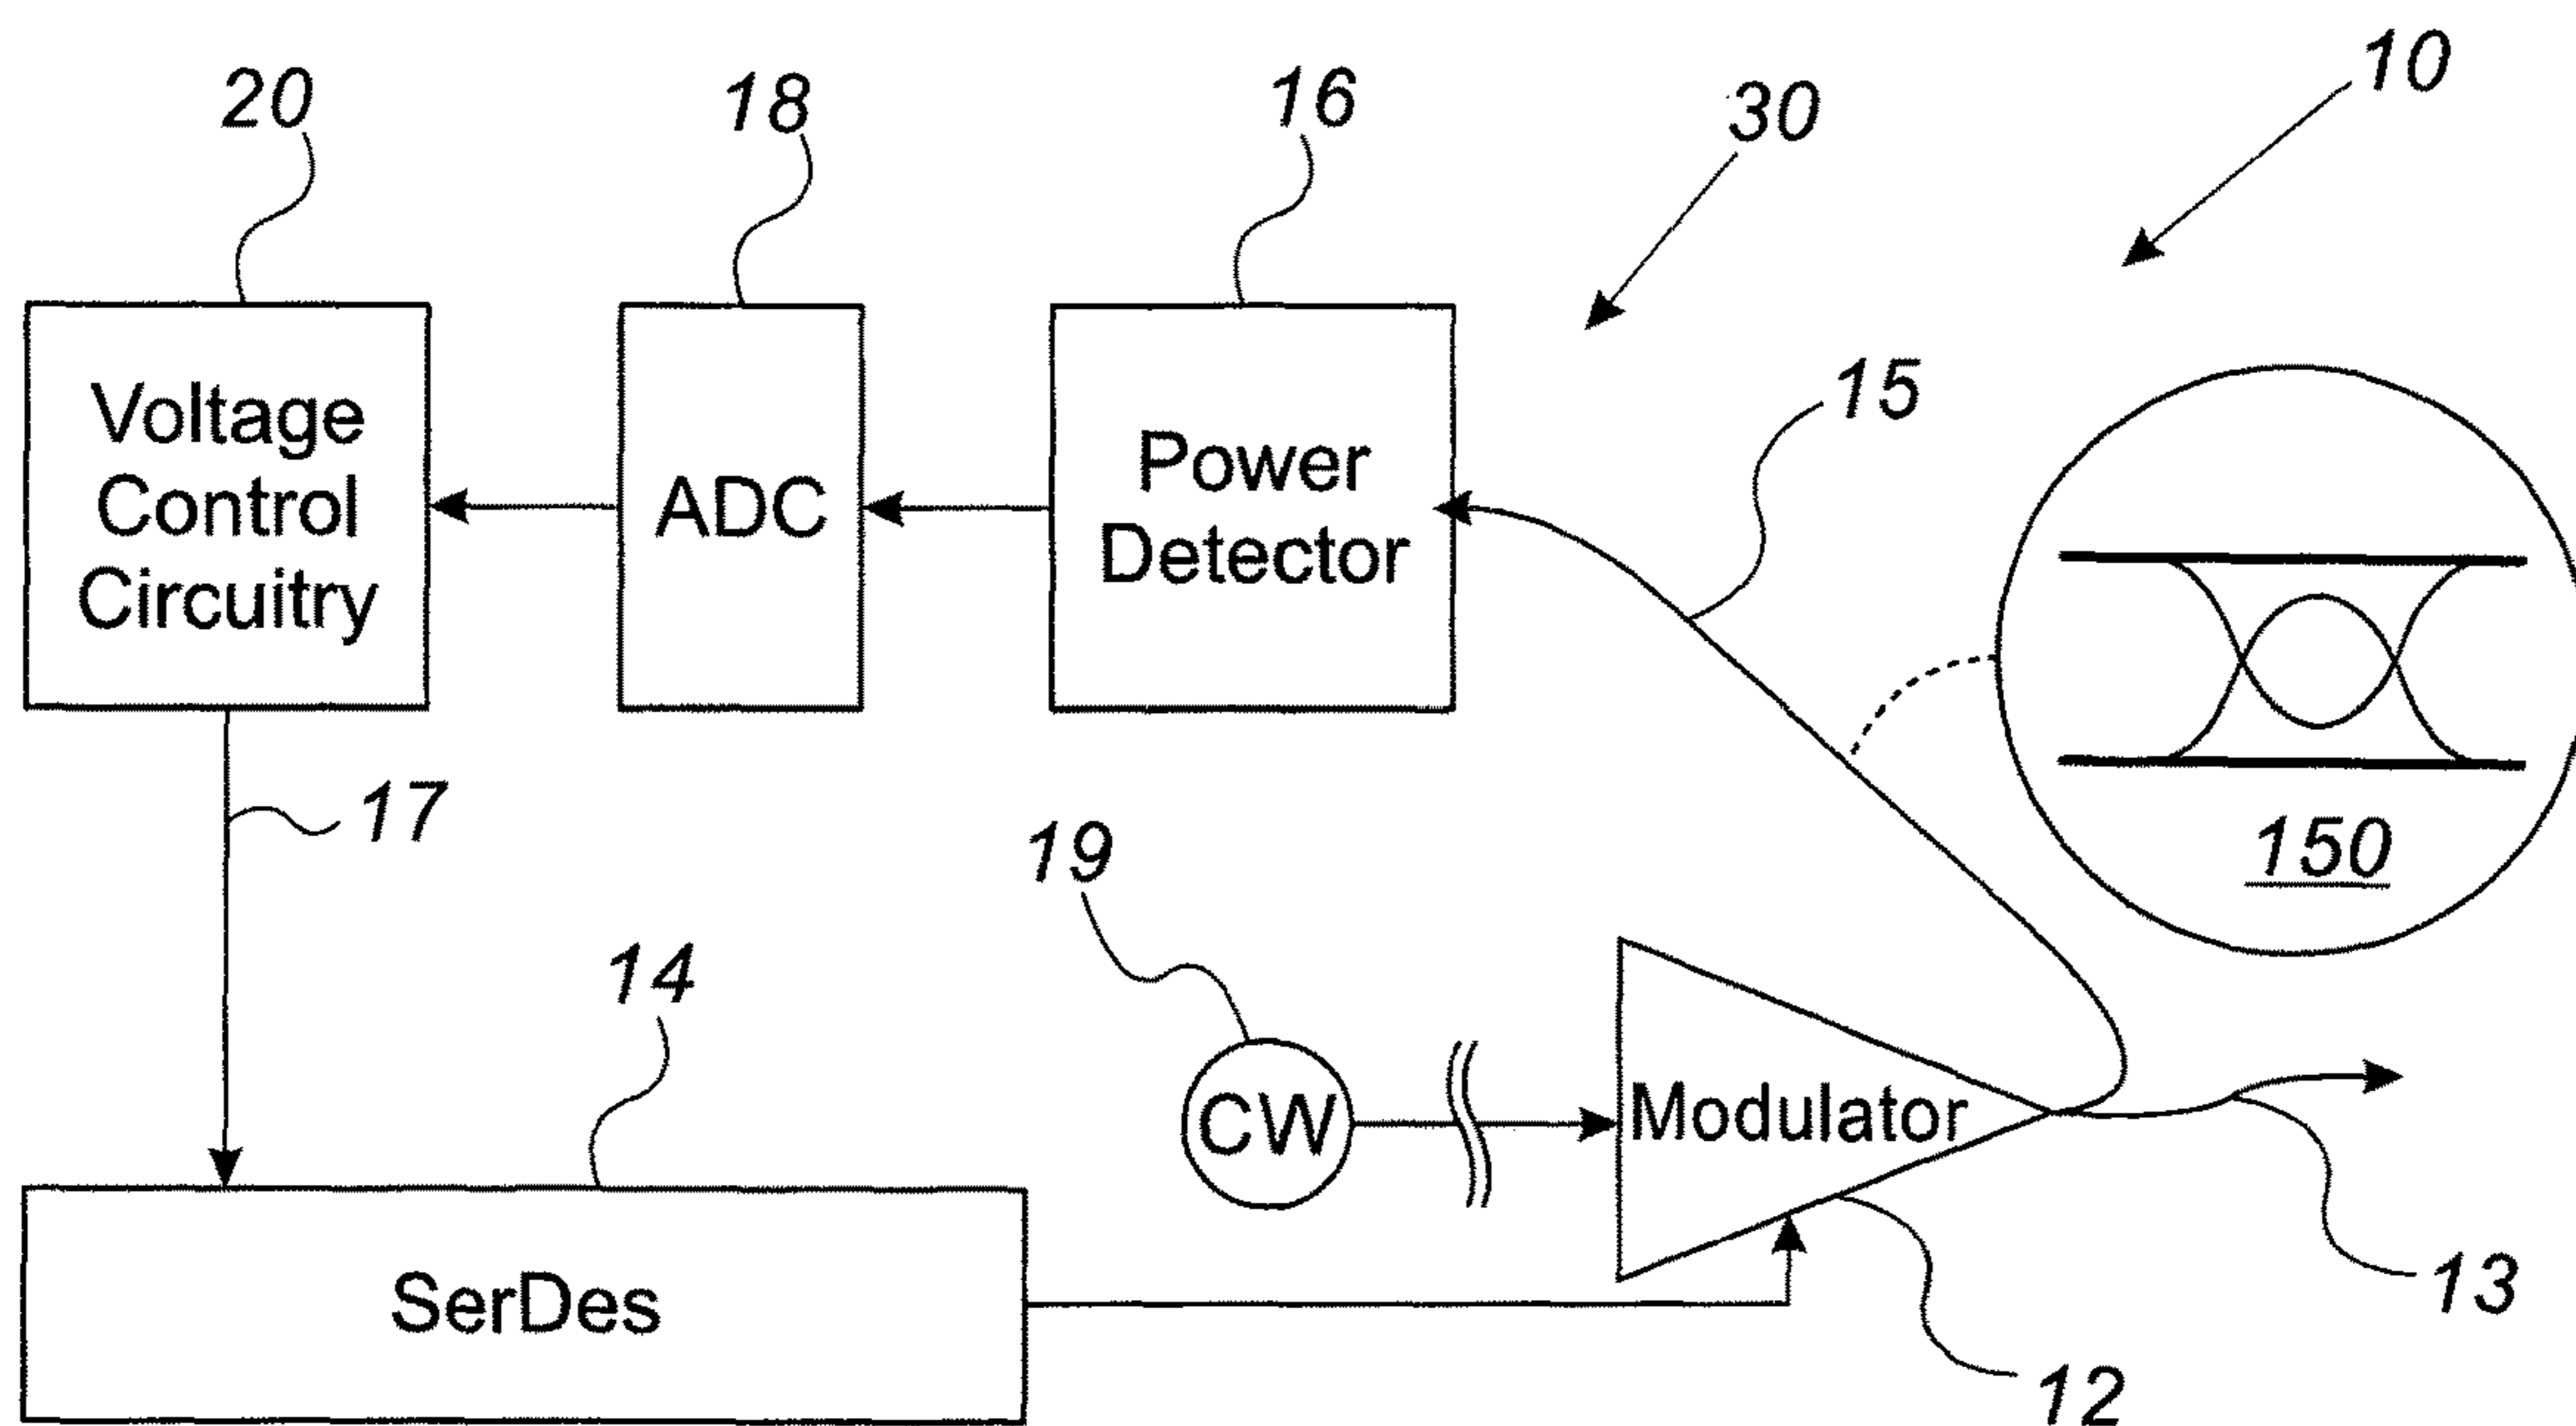 20
18
16
30
10
15
Voltage
Control
Circuitry
ADC
Power
Detector
150
17
19
14
CW
Modulator
SerDes
13
12